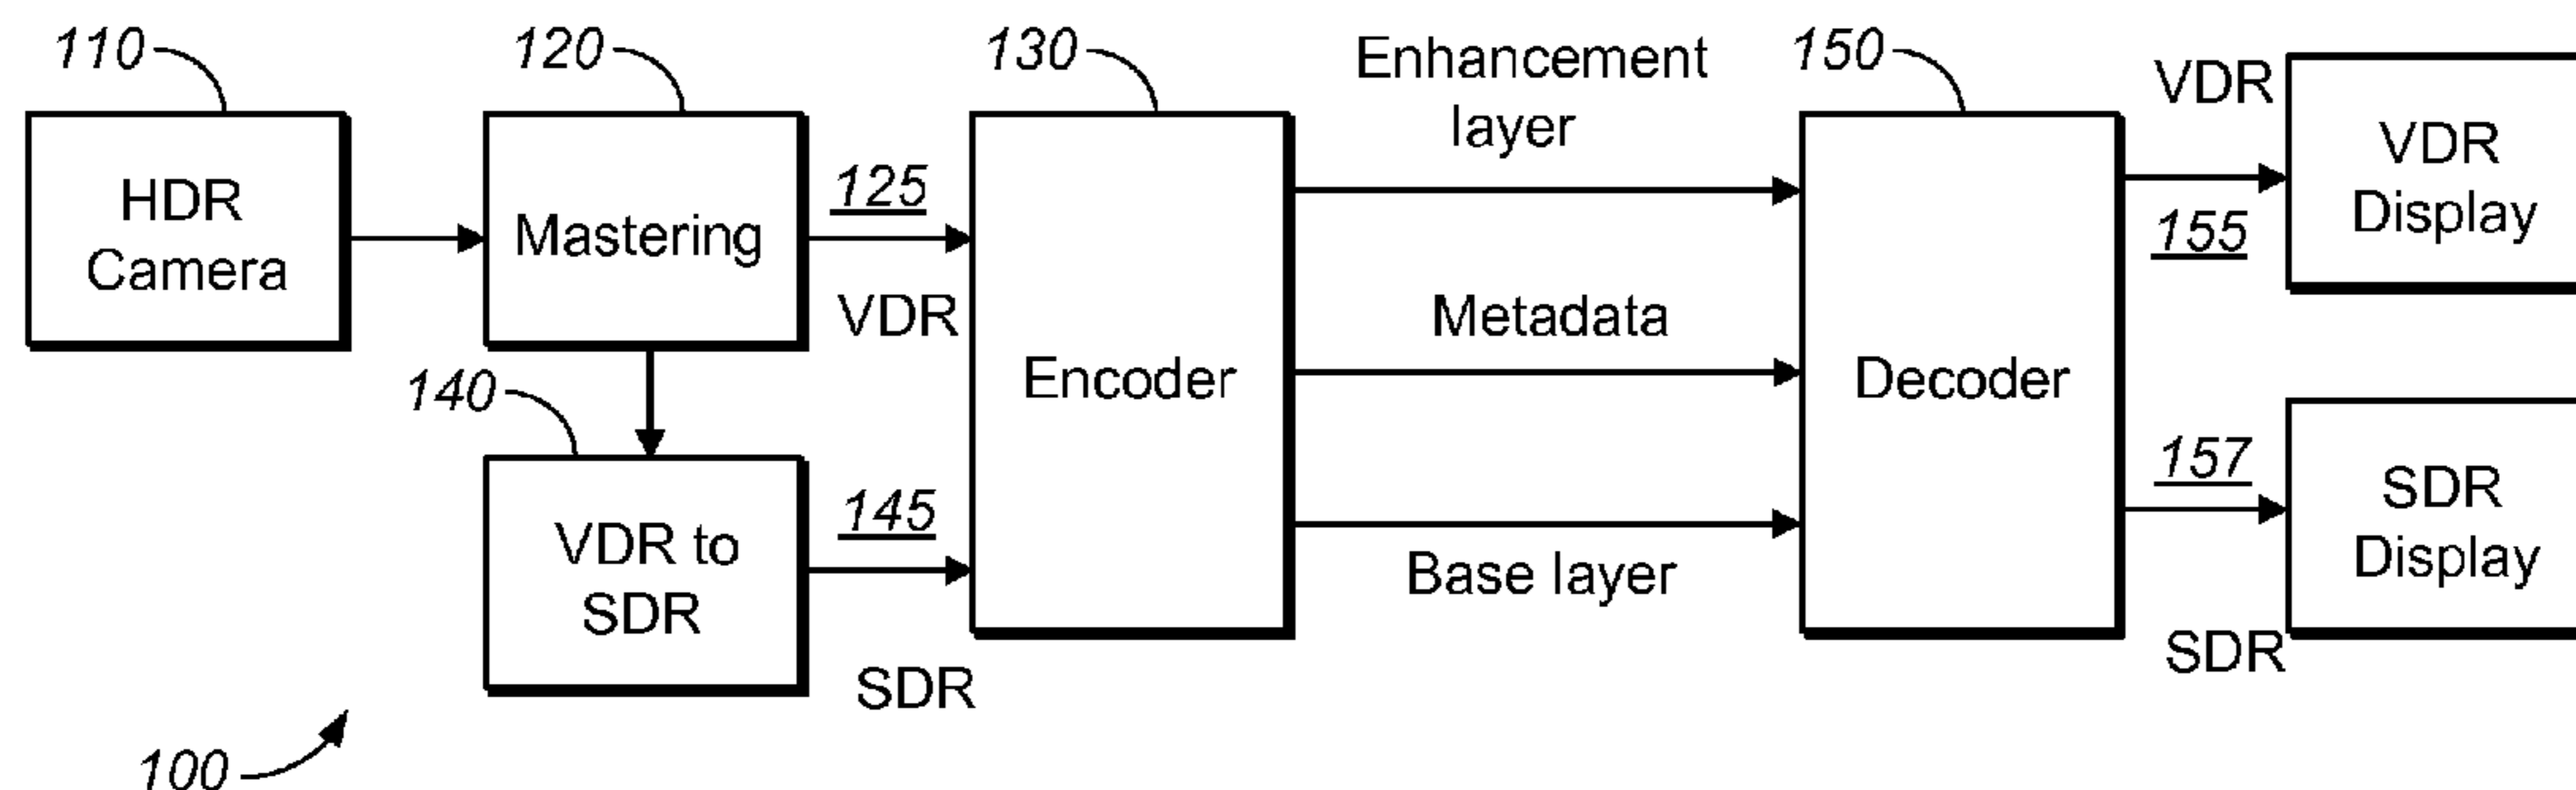 110
120
130
Enhancement
layer
150
VDR
HDR
Camera
Mastering
125
VDR
Encoder
Metadata
Decoder
155
VDR
Display
140
VDR to
SDR
145
SDR
Base layer
157
SDR
SDR
Display
100